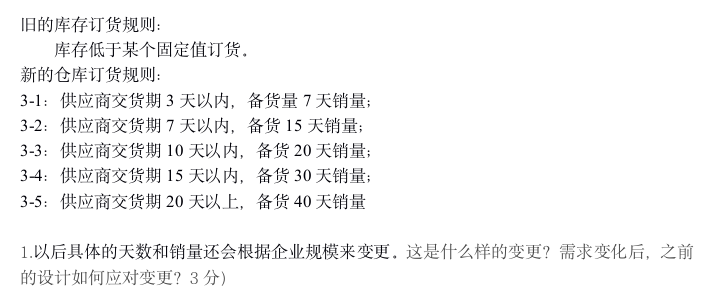 旧的库存订货规则:
库存低于某个固定值订货。
新的仓库订货规则:
3-1：供应商交货期 3 天以内，备货量 7 天销量;
3-2：供应商交货期 7 天以内，备货 15 天销量;
3-3：供应商交货期 10 天以内，备货 20 天销量;
3-4：供应商交货期 15 天以内，备货 30 天销量;
3-5：供应商交货期 20 天以上，备货 40 天销量
1.以后具体的天数和销量还会根据企业规模来变更。这是什么样的变更？需求变化后，之前
的设计如何应对变更？3 分）